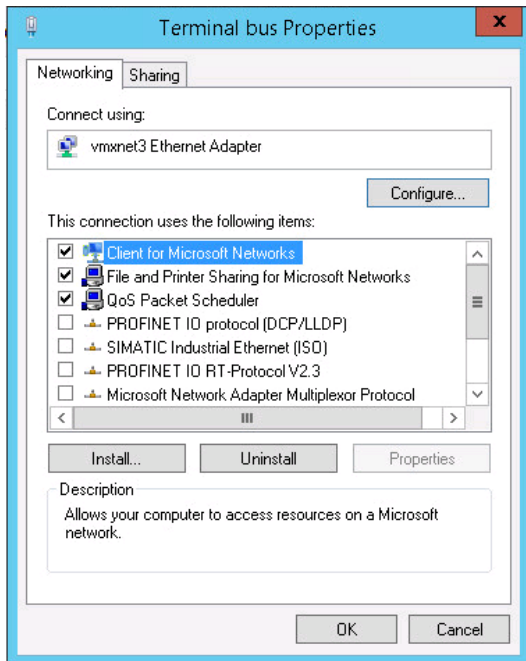 Terminal bus Properties
x
Networking
Sharing
Connect using:
vmxnet3 Ethernet Adapter
Configure...
This connection uses the following items:
Client for Microsoft Networks
File and Printer Sharing for Microsoft Networks
QoS Packet Scheduler
PROFINET IO protocol (DCP/LLDP)
SIMATIC Industrial Ethernet (ISO)
PROFINET IO RT-Protocol V2.3
Microsoft Network Adapter Multiplexor Protocol
Install...
Uninstall
Properties
Description
Allows your computer to access resources on a Microsoft
network.
OK
Cancel